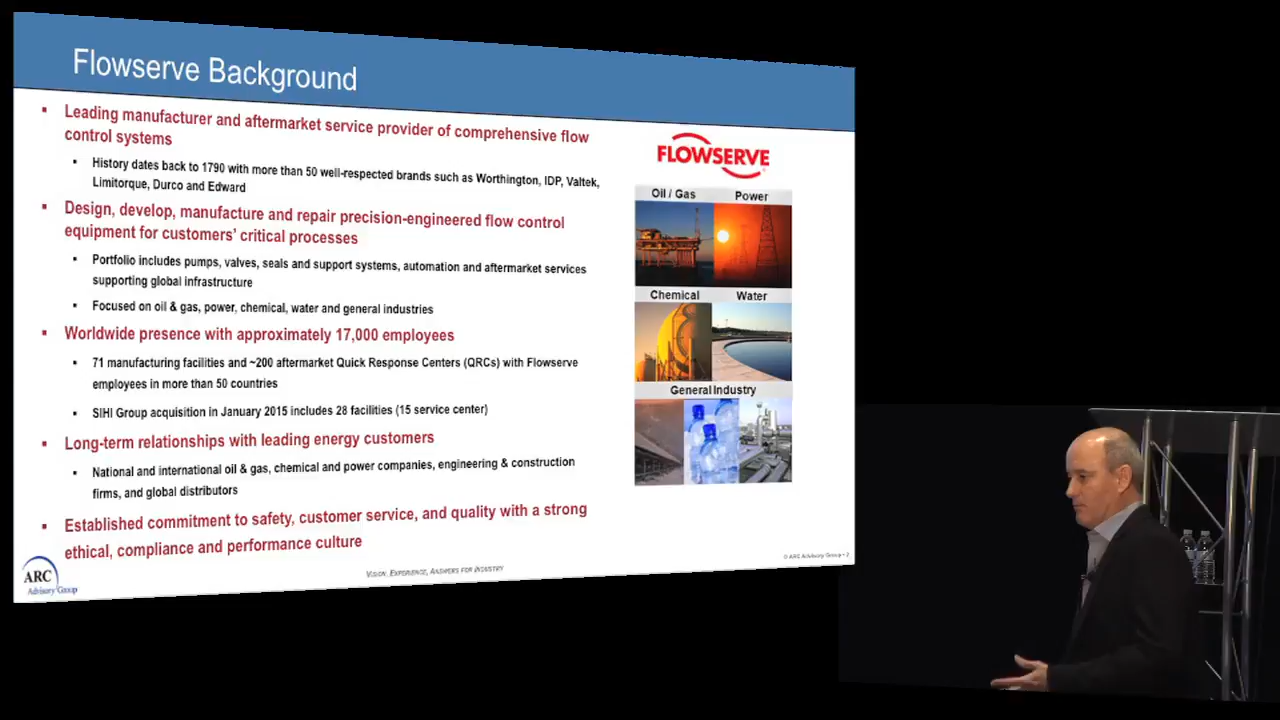 Flowserve Background
▪ Leading manufacturer and aftermarket service provider of comprehensive flow
control systems
▪ History dates back to 1790 with more than 50 well-respected brands such as Worthington, IDP, Valtek,
Limitorque, Durco and Edward
▪ Design, develop, manufacture and repair precision-engineered flow control
equipment for customers' critical processes
▪ Portfolio includes pumps, valves, seals and support systems, automation and aftermarket services
supporting global infrastructure
▪ Focused on oil & gas, power, chemical, water and general industries
▪ Worldwide presence with approximately 17,000 employees
▪ 71 manufacturing facilities and ~200 aftermarket Quick Response Centers (QRCs) with Flowserve
employees in more than 50 countries
▪ SIHI Group acquisition in January 2015 includes 28 facilities (15 service center)
▪ Long-term relationships with leading energy customers
▪ National and international oil & gas, chemical and power companies, engineering & construction
firms, and global distributors
▪ Established commitment to safety, customer service, and quality with a strong
ethical, compliance and performance culture
FLOWSERVE
Oil / Gas Power
Chemical Water
General Industry
ARC
Advisory Group
VISION, EXPERIENCE, ANSWERS FOR INDUSTRY
© ARC Advisory Group • 2